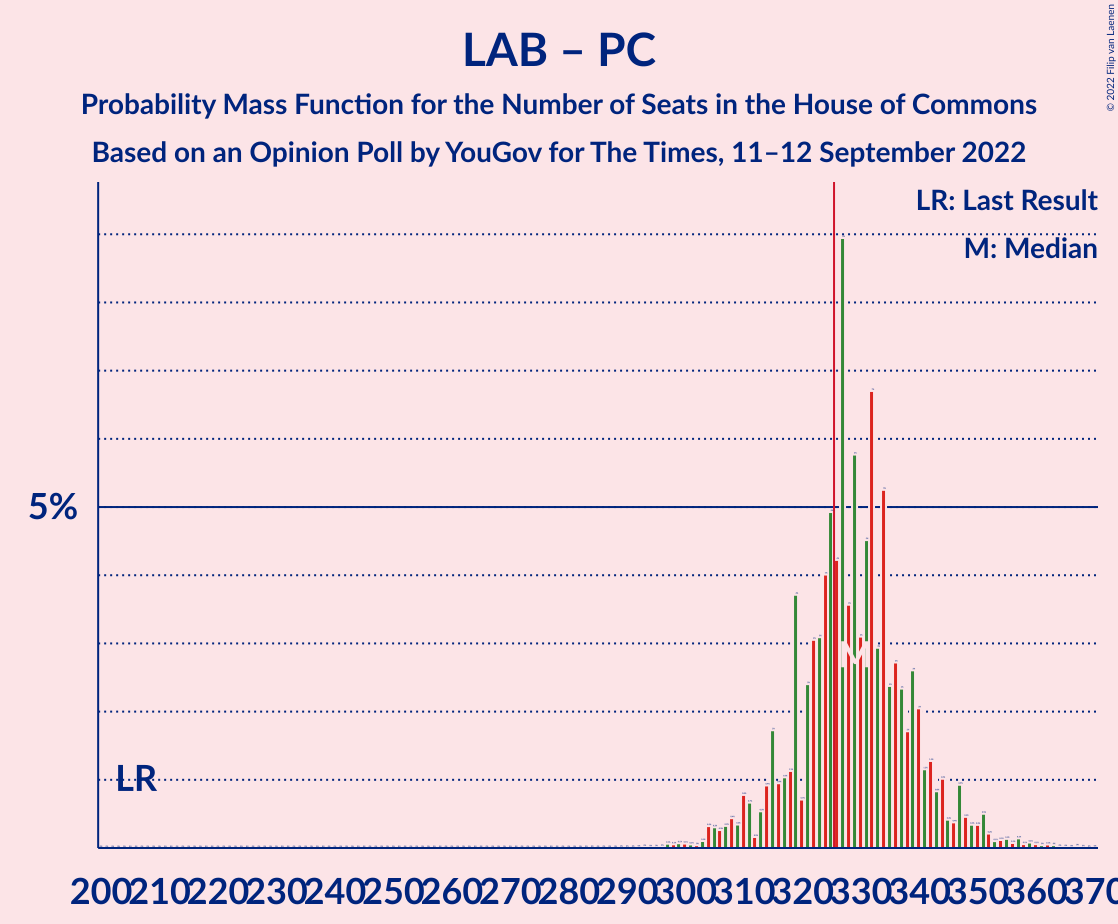 LAB – PC
Probability Mass Function for the Number of Seats in the House of Commons
Based on an Opinion Poll by YouGov for The Times, 11–12 September 2022
© 2022 Filip van Laenen
LR: Last Result
M: Median
5%
M
LR
200 210 220 230 240 250 260 270 280 290 300 310 320 330 340 350 360 370